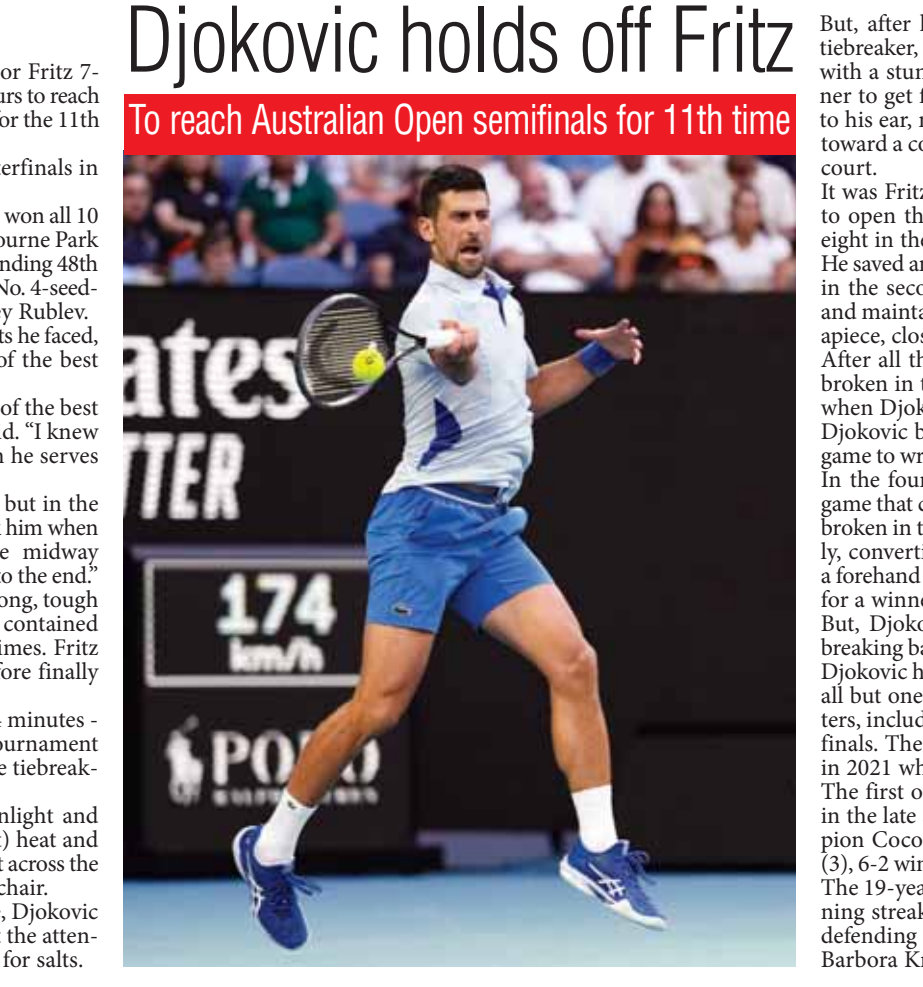 Djokovic holds off Fritz
To reach Australian Open semifinals for 11th time
or Fritz 7-
urs to reach
for the 11th
terfinals in
won all 10
ourne Park
nding 48th
No. 4-seed-
ey Rublev.
ts he faced,
of the best
of the best
id. “I knew
n he serves
but in the
k him when
e midway
to the end.”
ong, tough
contained
imes. Fritz
fore finally
minutes -
ournament
e tiebreak-
nlight and
) heat and
t across the
chair.
, Djokovic
t the atten-
for salts.
ates
TTER
174
km/h
POLO
But, after
tiebreaker,
with a stun
ner to get f
to his ear,
toward a co
court.
It was Fritz
to open th
eight in the
He saved an
in the seco
and mainta
apiece, clos
After all th
broken in t
when Djok
Djokovic b
game to wr
In the four
game that c
broken in t
ly, converti
a forehand
for a winne
But, Djoko
breaking ba
Djokovic h
all but one
ters, includ
finals. The
in 2021 wh
The first o
in the late
pion Coco
(3), 6-2 win
The 19-yea
ning streak
defending
Barbora Kr